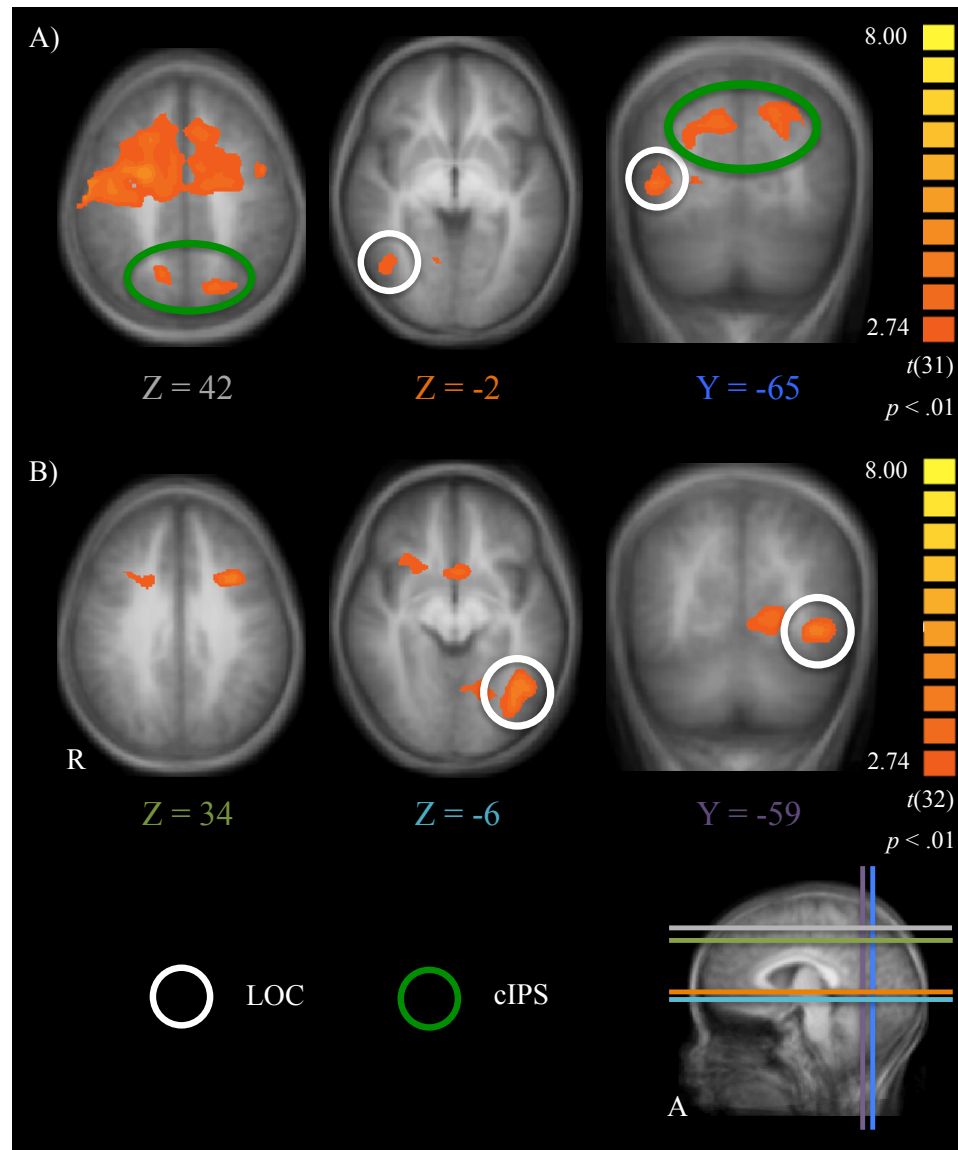 A)
8.00
2.74
Z = 42
Z = -2
Y = -65
t(31)
p < .01
B)
8.00
2.74
R
Z = 34
Z = -6
Y = -59
t(32)
p < .01
LOC
cIPS
A